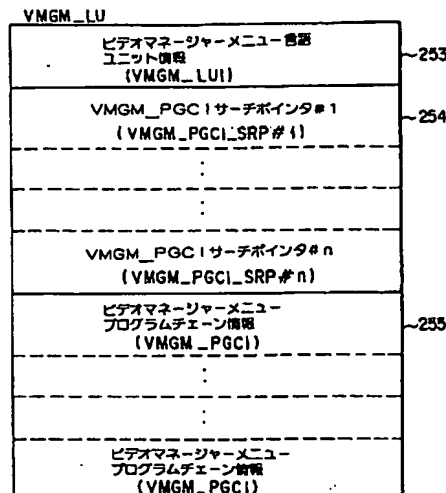 VMGM_LU
ビデオマネージャーメニュー言語
ユニット情報
(VMGM_LUI)
253
VMGM_PGCIサーチポインタ#1
(VMGM_PGCI_SRP#1)
254
:
:
VMGM_PGCIサーチポインタ#n
(VMGM_PGCI_SRP#n)
ビデオマネージャーメニュー
プログラムチェーン情報
(VMGM_PGCI)
255
:
:
ビデオマネージャーメニュー
プログラムチェーン情報
(VMGM_PGCI)